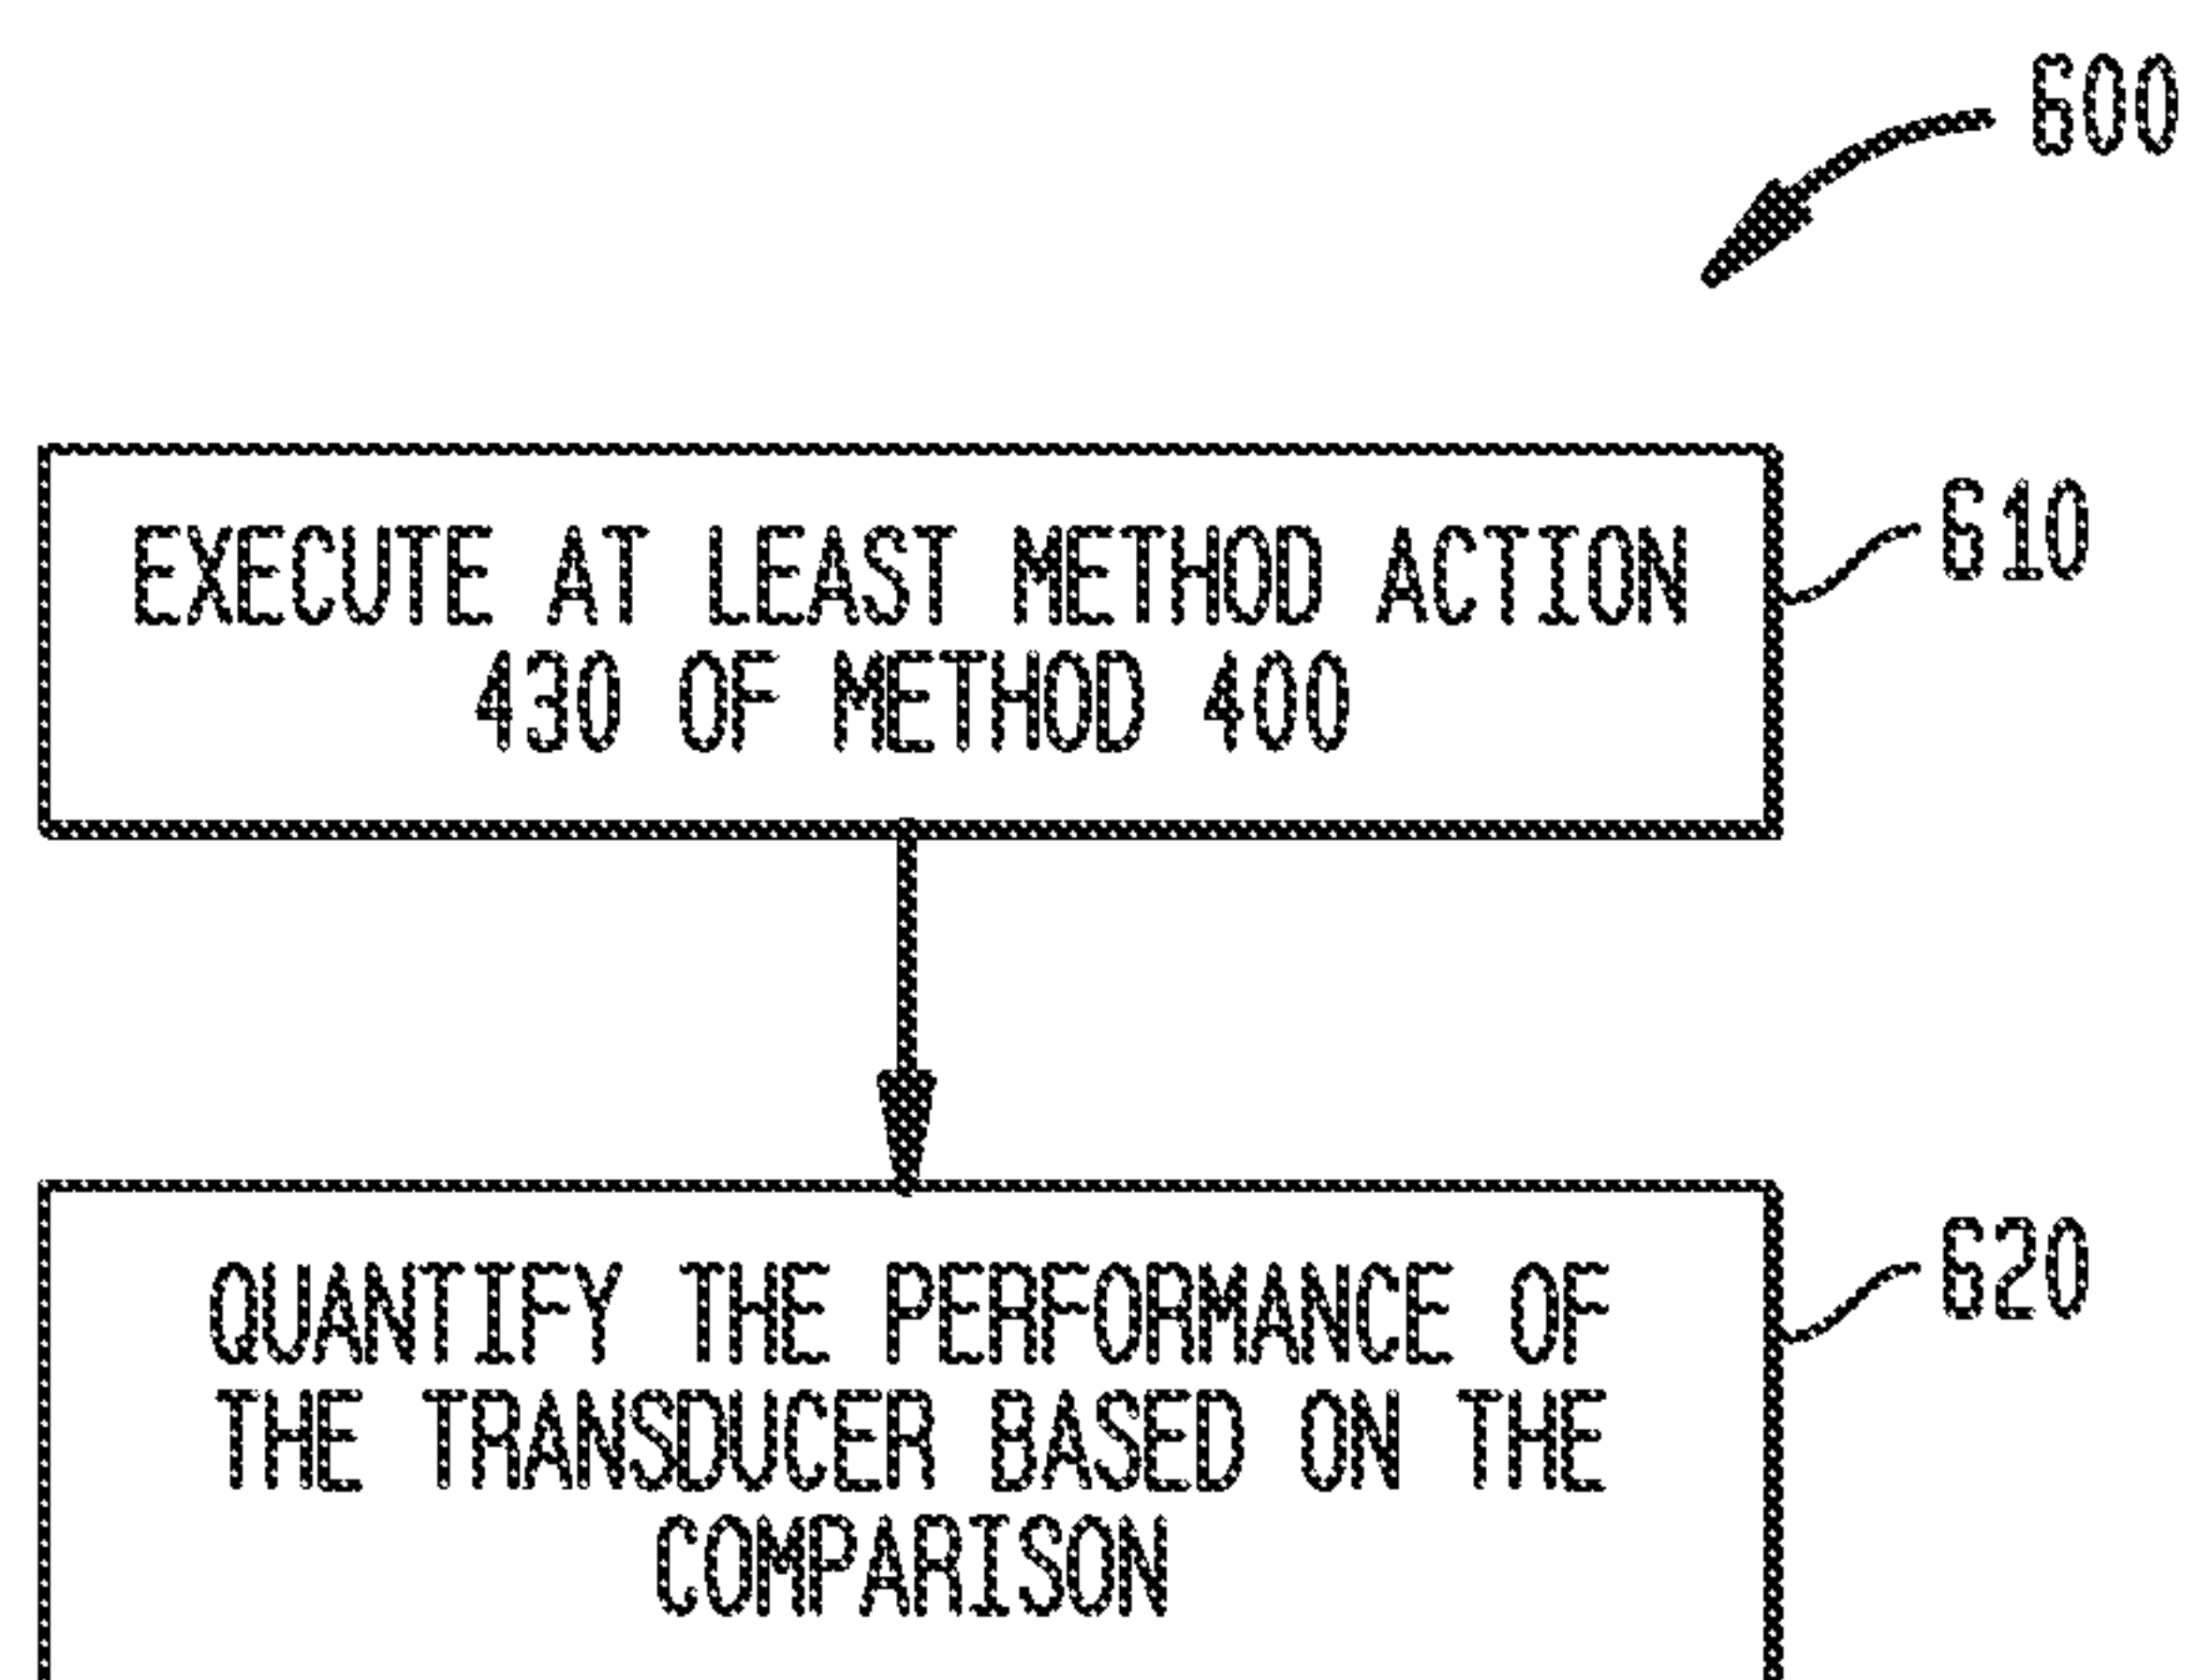 600
EXECUTE AT LEAST METHOD ACTION
430 OF METHOD 400
610
QUANTIFY THE PERFORMANCE OF
THE TRANSDUCER BASED ON THE
COMPARISON
620